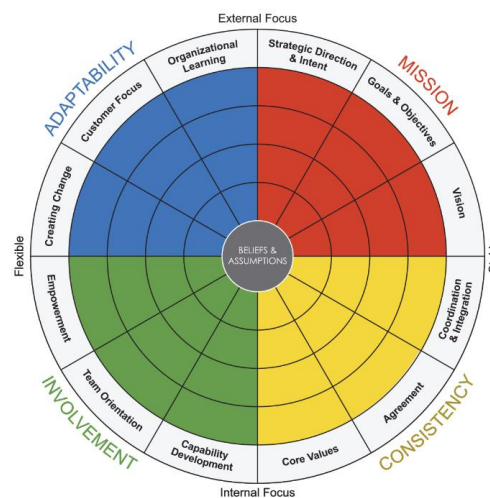 External Focus
ADAPTABILITY
MISSION
Organizational
Learning
Strategic Direction
& Intent
Customer Focus
Goals & Objectives
Creating Change
Vision
Flexible
BELIEFS &
ASSUMPTIONS
Empowerment
Coordination
& Integration
Team Orientation
Agreement
Capability
Development
Core Values
INVOLVEMENT
CONSISTENCY
Internal Focus